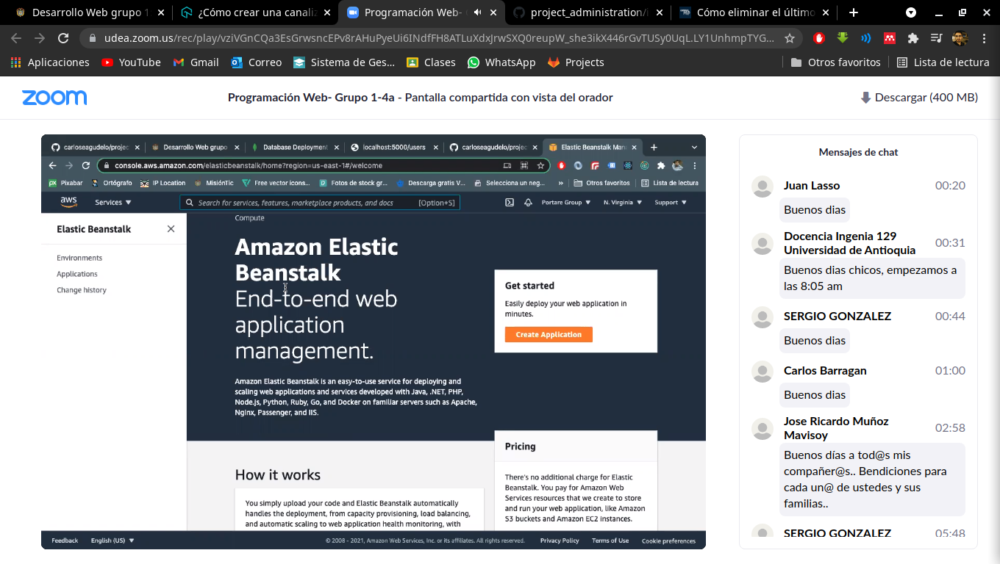 Desarrollo Web grupo 1
¿Cómo crear una canaliz
Programación Web-
project_administration/i
Cómo eliminar el último
udea.zoom.us/rec/play/vziVGnCQa3EsGrwsncEPv8rAHuPyeUi6INdfFH8ATLuXdxJrwSXQ0reupW_she3ikX446rGvTUSy0UqL.LY1UnhmpTYG...
Aplicaciones
YouTube
Gmail
Correo
Sistema de Ges...
Clases
WhatsApp
Projects
Otros favoritos
Lista de lectura
zoom
Programación Web- Grupo 1-4a - Pantalla compartida con vista del orador
Descargar (400 MB)
carloseagudelo/projec
Desarrollo Web grupo
Database Deployment
localhost:5000/users
carloseagudelo/projec
Elastic Beanstalk Man
console.aws.amazon.com/elasticbeanstalk/home?region=us-east-1#/welcome
Pixabar
Ortógrafo
IP Location
MisiónTic
Free vector icons...
Fotos de stock gr...
Descarga gratis V...
Selecciona un neg...
»
Otros favoritos
Lista de lectura
aws
Services
Search for services, features, marketplace products, and docs
[Option+S]
Portare Group
N. Virginia
Support
Elastic Beanstalk
Environments
Applications
Change history
Compute
Amazon Elastic
Beanstalk
End-to-end web
application
management.
Amazon Elastic Beanstalk is an easy-to-use service for deploying and
scaling web applications and services developed with Java, .NET, PHP,
Node.js, Python, Ruby, Go, and Docker on familiar servers such as Apache,
Nginx, Passenger, and IIS.
Get started
Easily deploy your web application in
minutes.
Create Application
Pricing
There's no additional charge for Elastic
Beanstalk. You pay for Amazon Web
Services resources that we create to store
and run your web application, like Amazon
S3 buckets and Amazon EC2 instances.
How it works
You simply upload your code and Elastic Beanstalk automatically
handles the deployment, from capacity provisioning, load balancing,
and automatic scaling to web application health monitoring, with
Feedback
English (US)
© 2008 - 2021, Amazon Web Services, Inc. or its affiliates. All rights reserved.
Privacy Policy
Terms of Use
Cookie preferences
Mensajes de chat
Juan Lasso
00:20
Buenos dias
Docencia Ingenia 129
Universidad de Antioquia
00:31
Buenos dias chicos, empezamos a
las 8:05 am
SERGIO GONZALEZ
00:44
Buenos dias
Carlos Barragan
01:00
Buenos dias
Jose Ricardo Muñoz
Mavisoy
02:58
Buenos días a tod@s mis
compañer@s.. Bendiciones para
cada un@ de ustedes y sus
familias..
SERGIO GONZALEZ
05:48